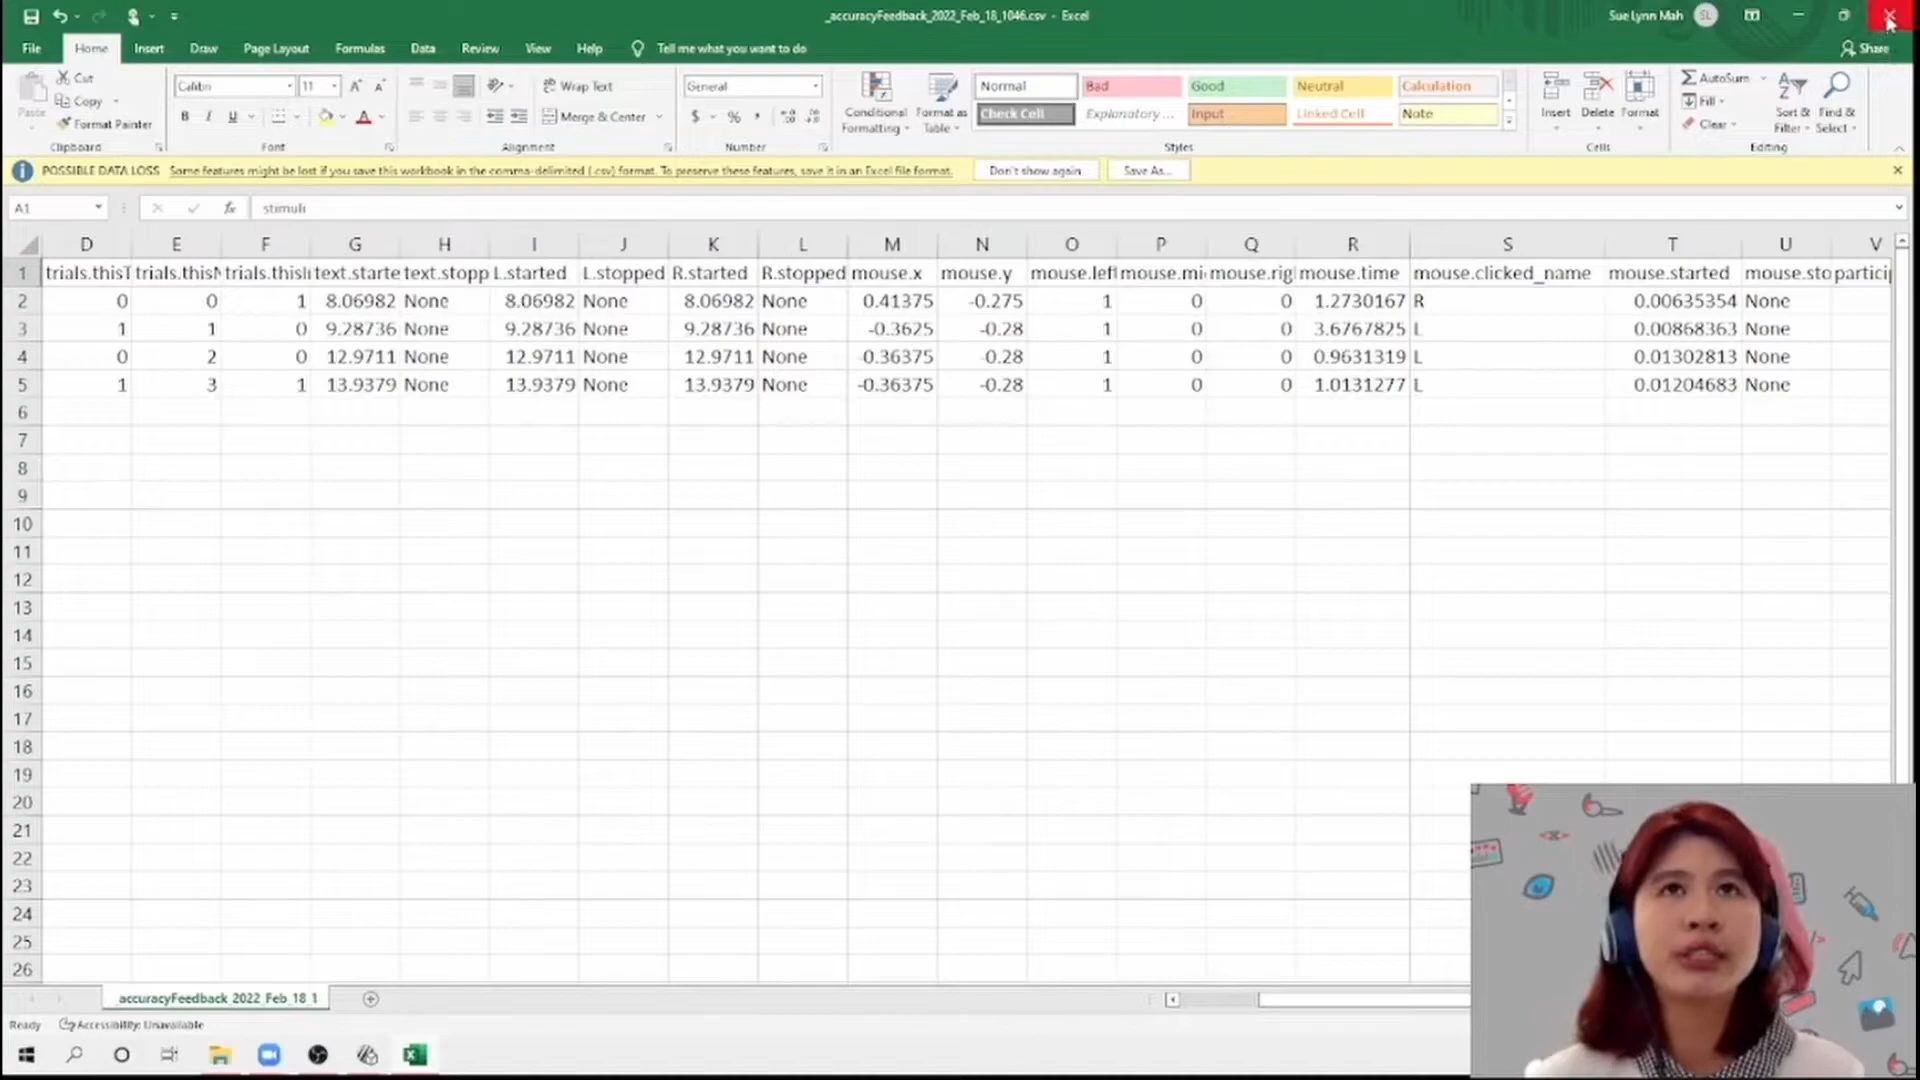 _accuracyFeedback_2022_Feb_18_1046.csv - Excel
Sue Lynn Mah
SL
File Home Insert Draw Page Layout Formulas Data Review View Help Tell me what you want to do
Share
Paste
Cut
Copy
Format Painter
Clipboard
Calibri 11
B I U
Font
Wrap Text
Merge & Center
Alignment
General
$ %
Number
Conditional Formatting
Format as Table
Normal Bad Good Neutral Calculation
Check Cell Explanatory ... Input Linked Cell Note
Styles
Insert Delete Format
Cells
AutoSum
Fill
Clear
Sort & Filter
Find & Select
Editing
POSSIBLE DATA LOSS Some features might be lost if you save this workbook in the comma-delimited (.csv) format. To preserve these features, save it in an Excel file format. Don't show again Save As...
A1 fx stimuli
D E F G H I J K L M N O P Q R S T U V
1 trials.thisT trials.thisN trials.thisI text.starte text.stopp L.started L.stopped R.started R.stopped mouse.x mouse.y mouse.left mouse.mi mouse.rig mouse.time mouse.clicked_name mouse.started mouse.sto particip
2 0 0 1 8.06982 None 8.06982 None 8.06982 None 0.41375 -0.275 1 0 0 1.2730167 R 0.00635354 None
3 1 1 0 9.28736 None 9.28736 None 9.28736 None -0.3625 -0.28 1 0 0 3.6767825 L 0.00868363 None
4 0 2 0 12.9711 None 12.9711 None 12.9711 None -0.36375 -0.28 1 0 0 0.9631319 L 0.01302813 None
5 1 3 1 13.9379 None 13.9379 None 13.9379 None -0.36375 -0.28 1 0 0 1.0131277 L 0.01204683 None
6
7
8
9
10
11
12
13
14
15
16
17
18
19
20
21
22
23
24
25
26
_accuracyFeedback_2022_Feb_18_1
Ready Accessibility: Unavailable